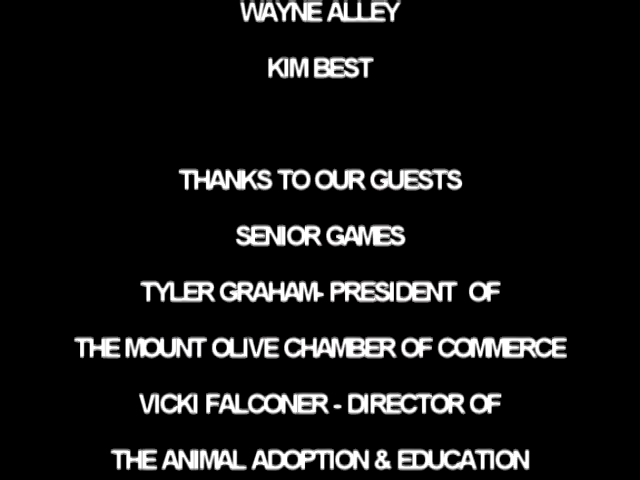 WAYNE ALLEY
KIM BEST
THANKS TO OUR GUESTS
SENIOR GAMES
TYLER GRAHAM- PRESIDENT OF
THE MOUNT OLIVE CHAMBER OF COMMERCE
VICKI FALCONER - DIRECTOR OF
THE ANIMAL ADOPTION & EDUCATION